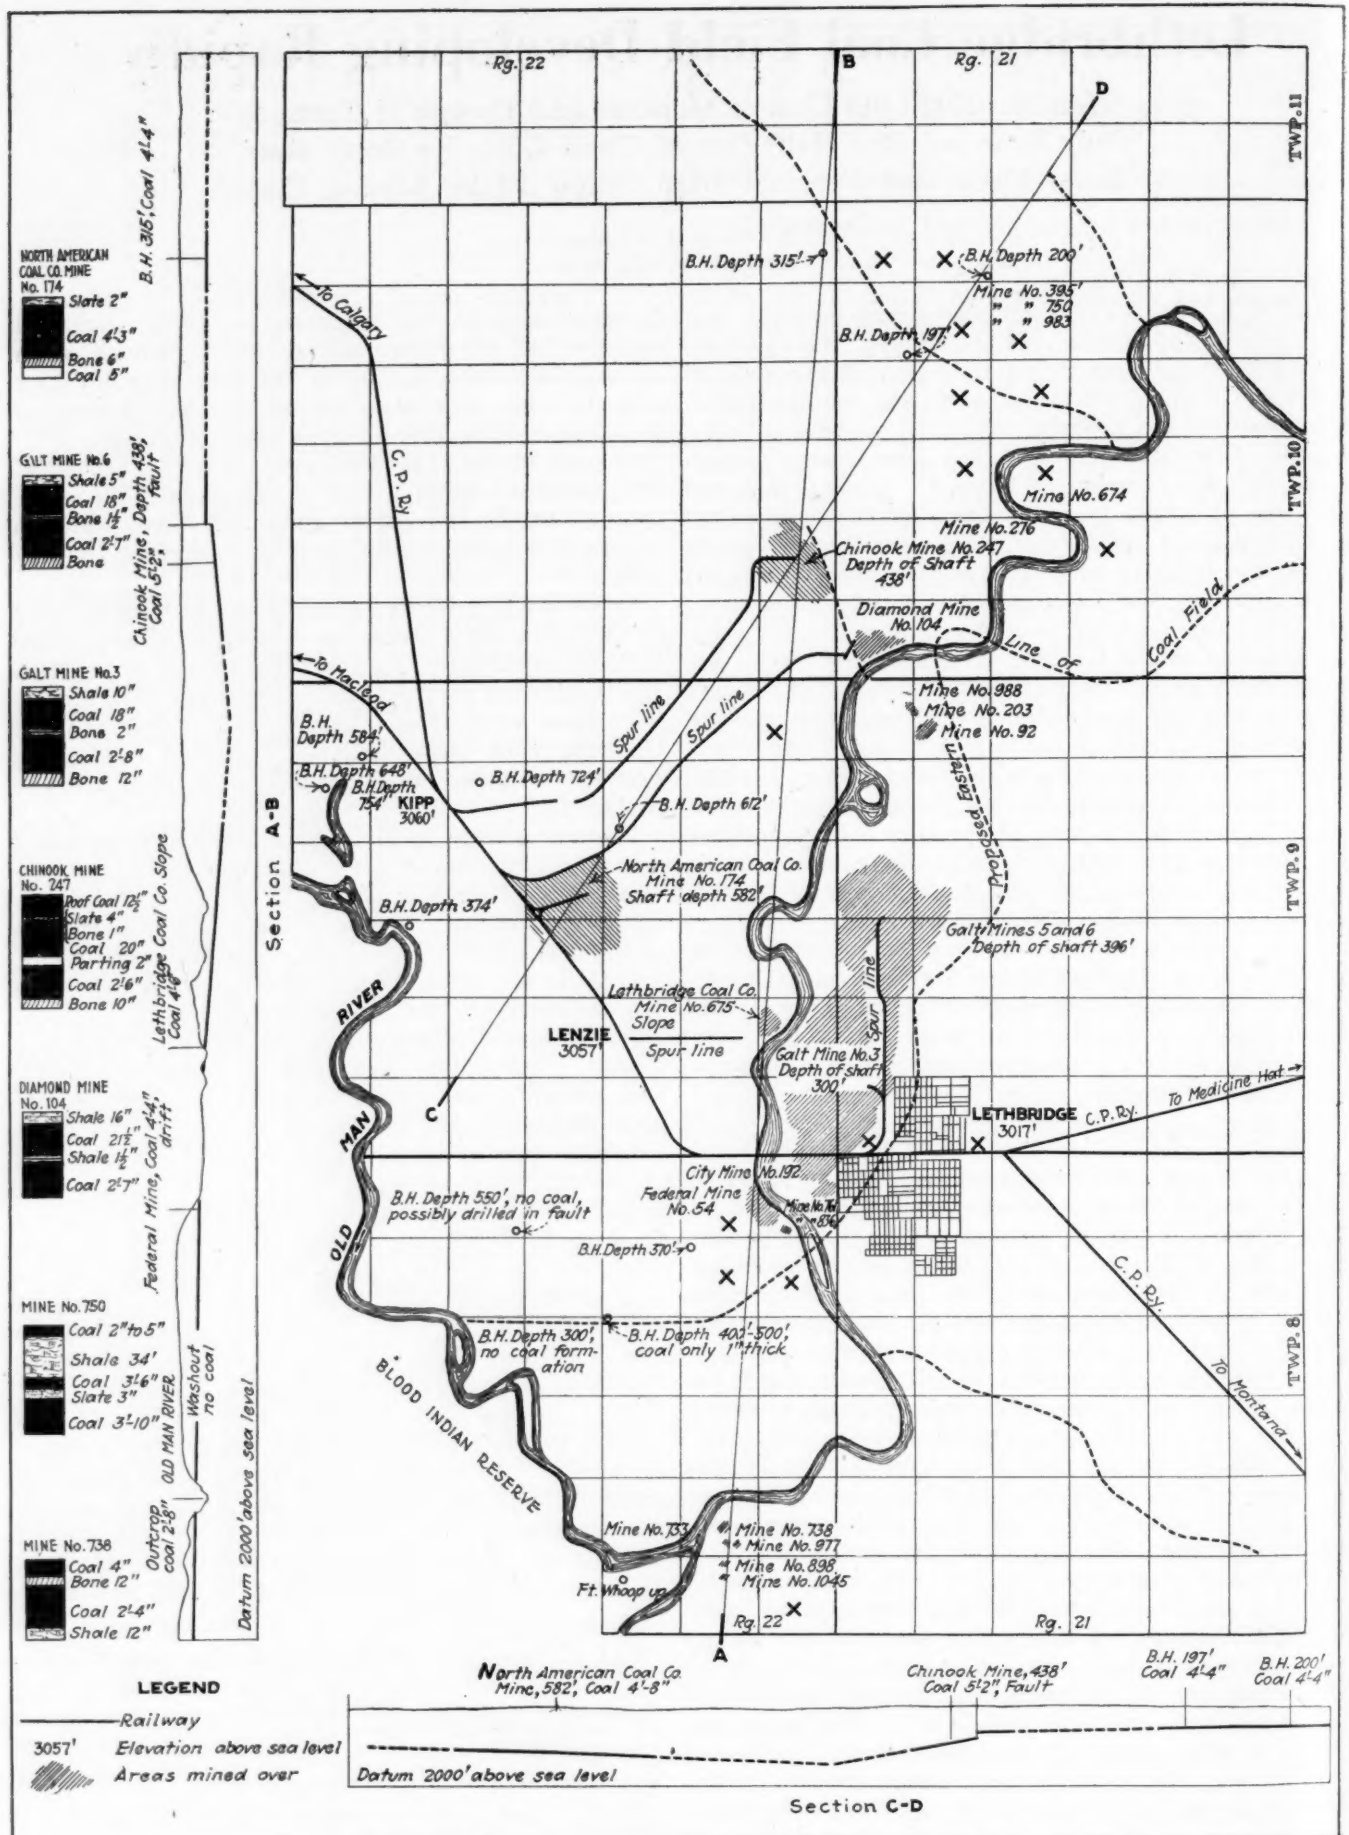 Rg. 22
B
Rg. 21
D
TWP. 11
B.H. 315', Coal 4'4"
NORTH AMERICAN
COAL CO. MINE
No. 174
Slate 2"
Coal 4'-3"
Bone 6"
Coal 5"
GILT MINE No. 6
Shale 5"
Coal 18"
Bone 1½"
Coal 2'-7"
Bone
Chinook Mine, Depth 438',
Coal 5'2", fault
GALT MINE No. 3
Shale 10"
Coal 18"
Bone 2"
Coal 2'-8"
Bone 12"
CHINOOK MINE
No. 247
Roof Coal 12½"
Slate 4"
Bone 1"
Coal 20"
Parting 2"
Coal 2'6"
Bone 10"
Lethbridge Coal Co. Slope
Coal 4'6"
DIAMOND MINE
No. 104
Shale 16"
Coal 21½"
Shale 1½"
Coal 2'-7"
Federal Mine, Coal 4'-4",
drift
MINE No. 750
Coal 2" to 5"
Shale 34'
Coal 3'-6"
Slate 3"
Coal 3'-10"
OLD MAN RIVER
Washout
no coal
MINE No. 738
Coal 4"
Bone 12"
Coal 2'-4"
Shale 12"
Outcrop
coal 2'-8"
Datum 2000' above sea level
Section A-B
To Calgary
C. P. Ry
B.H. Depth 315'
B.H. Depth 200'
Mine No. 395
" " 750
" " 983
B.H. Depth 197'
TWP. 10
Mine No. 674
Mine No. 276
Chinook Mine No. 247
Depth of Shaft
438'
Diamond Mine
No. 104
Line of Coal Field
To Macleod
Spur line
Spur line
Mine No. 988
Mine No. 203
Mine No. 92
Proposed Eastern
B.H.
Depth 584'
B.H. Depth 648'
B.H. Depth
754'
KIPP
3060'
B.H. Depth 724'
B.H. Depth 612'
TWP. 9
North American Coal Co.
Mine No. 174
Shaft depth 582'
B.H. Depth 374'
Galt Mines 5 and 6
Depth of shaft 396'
Spur line
OLD MAN RIVER
Lethbridge Coal Co.
Mine No. 675
Slope
LENZIE
3057'
Spur line
Galt Mine No. 3
Depth of shaft
300'
C
LETHBRIDGE
3017'
C.P. Ry.
To Medicine Hat
City Mine No. 192
Federal Mine
No. 54
Mine No. 761
" " 836
B.H. Depth 550', no coal,
possibly drilled in fault
B.H. Depth 370'
C. P. Ry.
To Montana
TWP. 8
B.H. Depth 300',
no coal form-
ation
B.H. Depth 400'-500',
coal only 1" thick
BLOOD INDIAN RESERVE
Mine No. 733
Mine No. 738
Mine No. 977
Mine No. 898
Mine No. 1045
Ft. Whoop up
Rg. 22
Rg. 21
A
LEGEND
Railway
3057' Elevation above sea level
Areas mined over
North American Coal Co.
Mine, 582', Coal 4'-8"
Chinook Mine, 438'
Coal 5'2", Fault
B.H. 197'
Coal 4'-4"
B.H. 200'
Coal 4'-4"
Datum 2000' above sea level
Section C-D